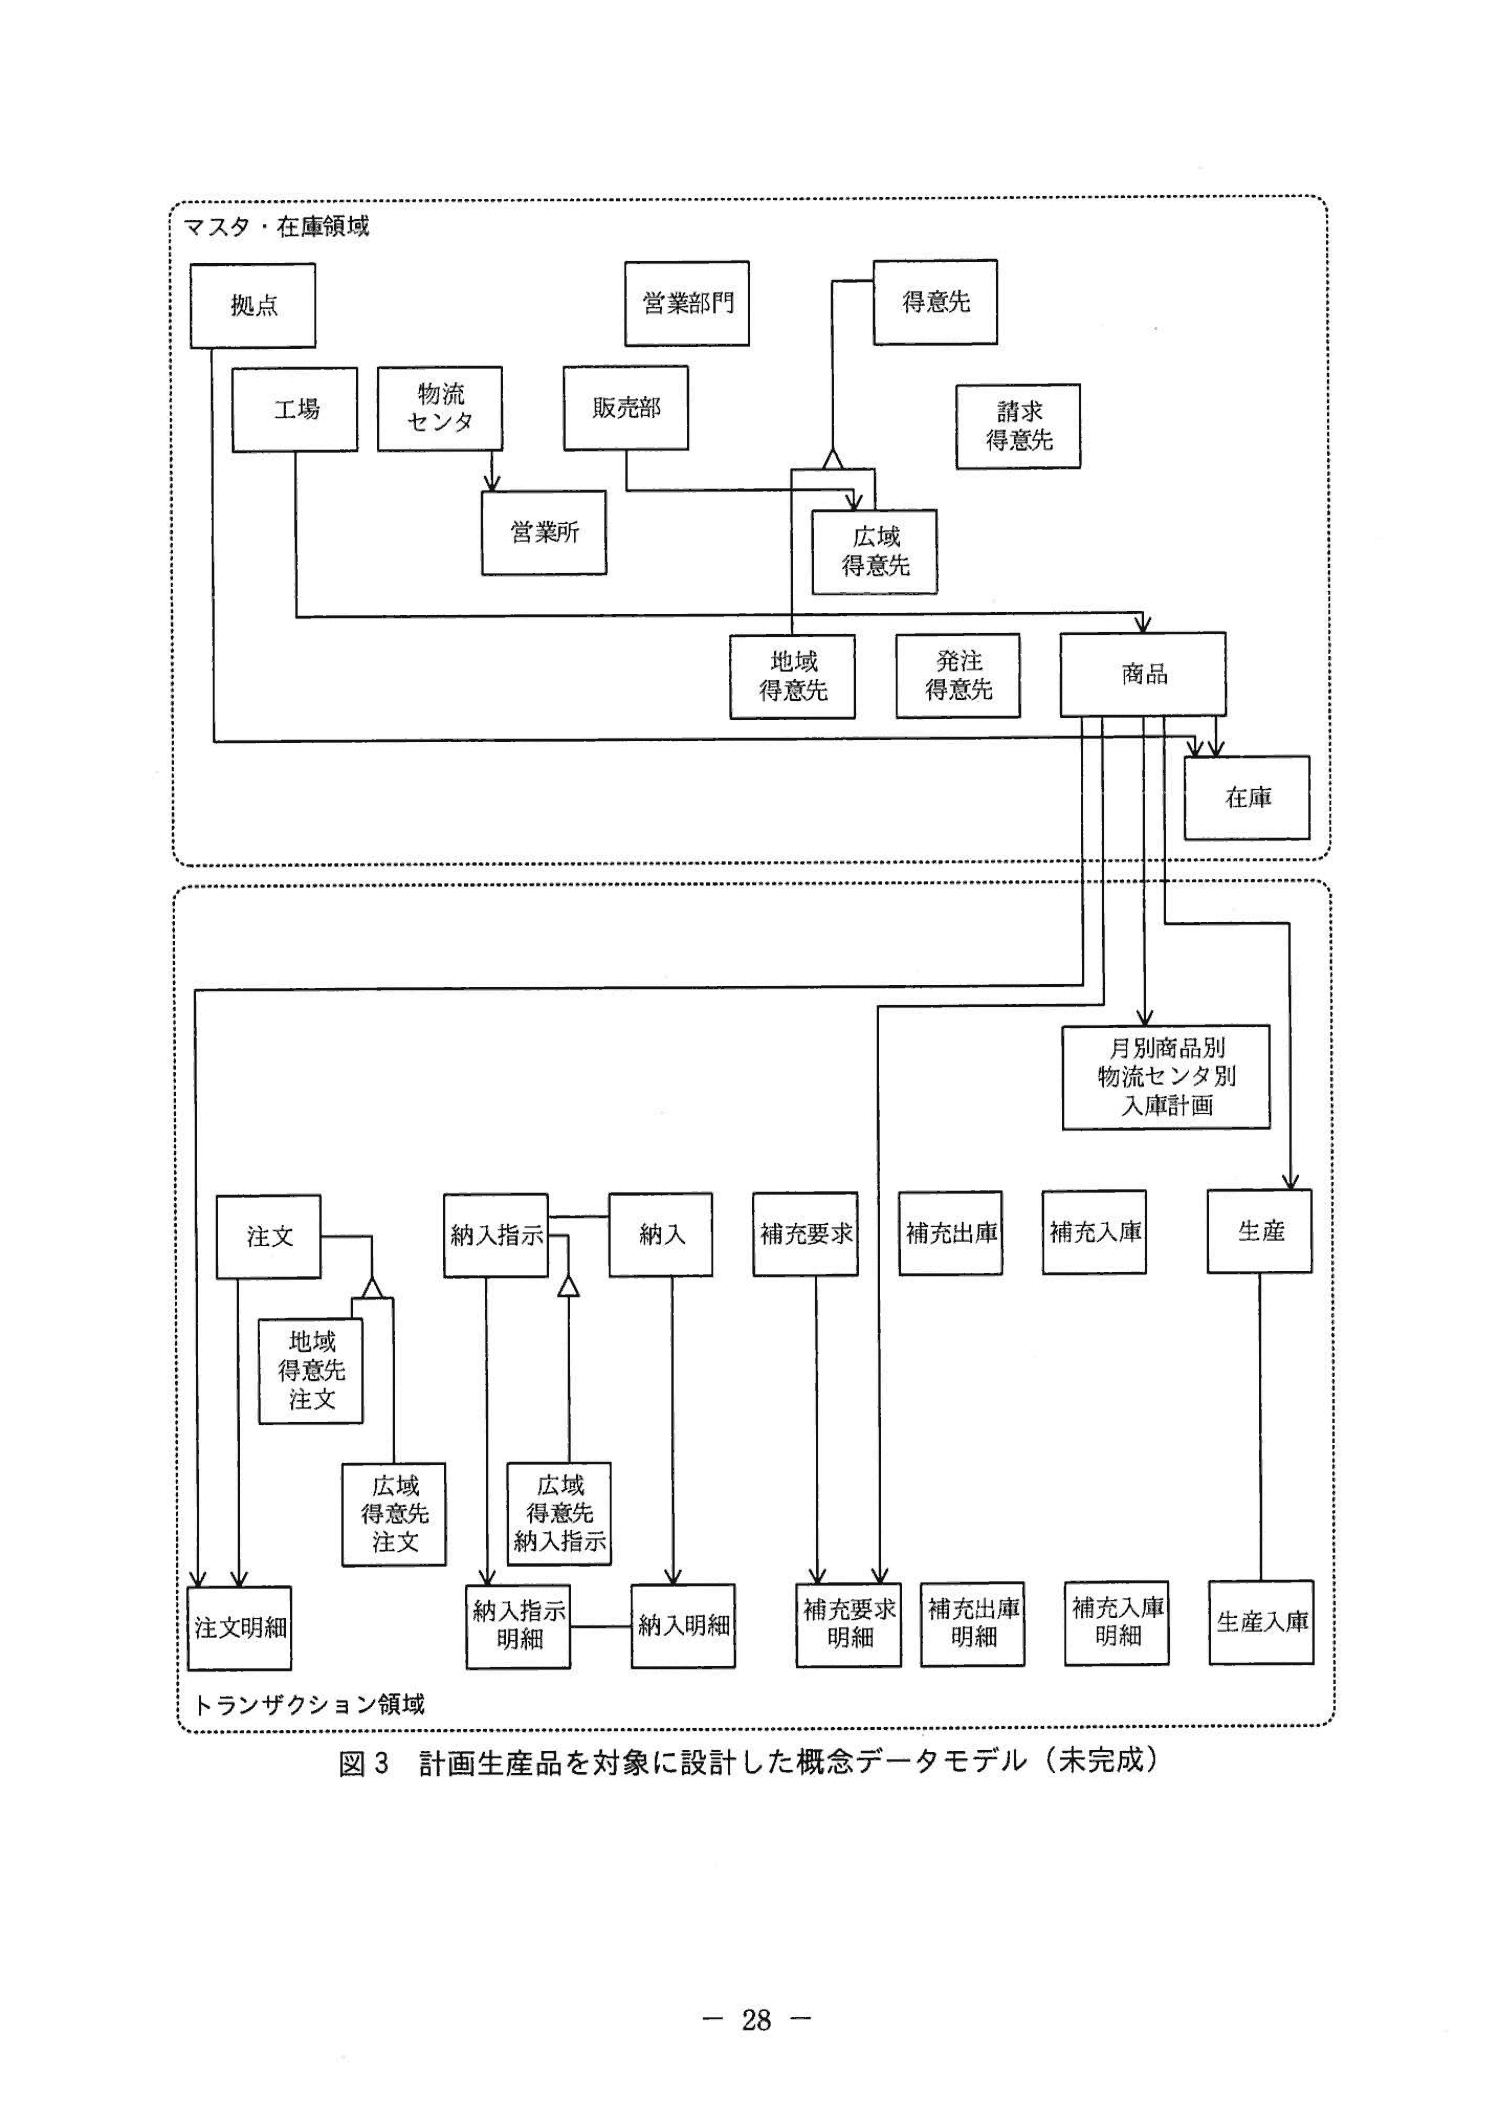 マスタ・在庫領域
拠点
営業部門
得意先
工場
物流
センタ
販売部
請求
得意先
営業所
広域
得意先
地域
得意先
発注
得意先
商品
在庫
月別商品別
物流センタ別
入庫計画
注文
納入指示
納入
補充要求
補充出庫
補充入庫
生産
地域
得意先
注文
広域
得意先
注文
広域
得意先
納入指示
注文明細
納入指示
明細
納入明細
補充要求
明細
補充出庫
明細
補充入庫
明細
生産入庫
トランザクション領域
図3 計画生産品を対象に設計した概念データモデル（未完成）
－ 28 －